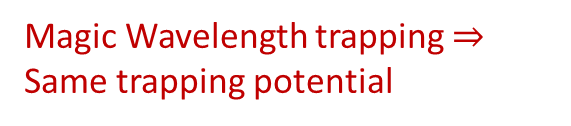 Magic Wavelength trapping ⇒
Same trapping potential